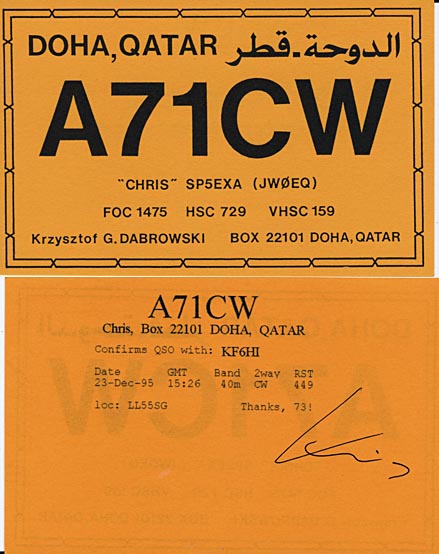 DOHA, QATAR الدوحة-قطر
A71CW
"CHRIS" SP5EXA (JWØEQ)
FOC 1475 HSC 729 VHSC 159
Krzysztof G. DABROWSKI BOX 22101 DOHA, QATAR
A71CW
Chris, Box 22101 DOHA, QATAR
Confirms QSO with: KF6HI
Date GMT Band 2way RST
23-Dec-95 15:26 40m CW 449
loc: LL55SG Thanks, 73!
Chris